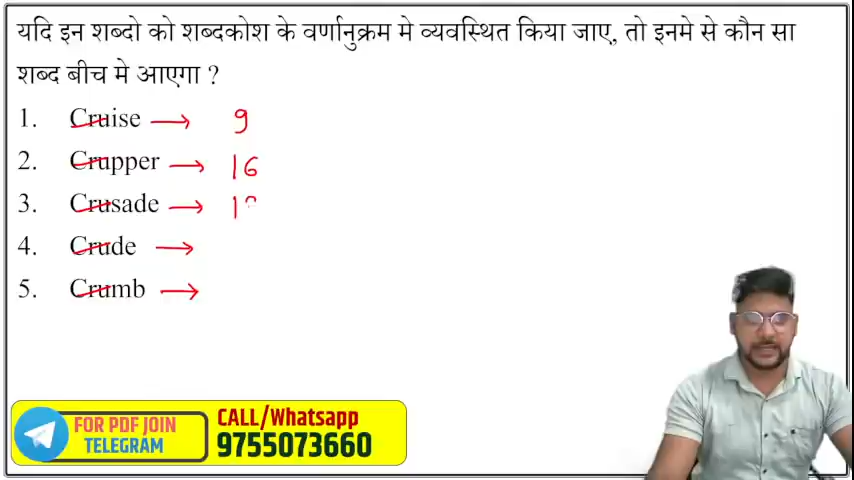 यदि इन शब्दो को शब्दकोश के वर्णानुक्रम मे व्यवस्थित किया जाए, तो इनमे से कौन सा
शब्द बीच मे आएगा ?
1. Cruise → 9
2. Crupper → 16
3. Crusade → 1
4. Crude →
5. Crumb →
FOR PDF JOIN
TELEGRAM
CALL/Whatsapp
9755073660